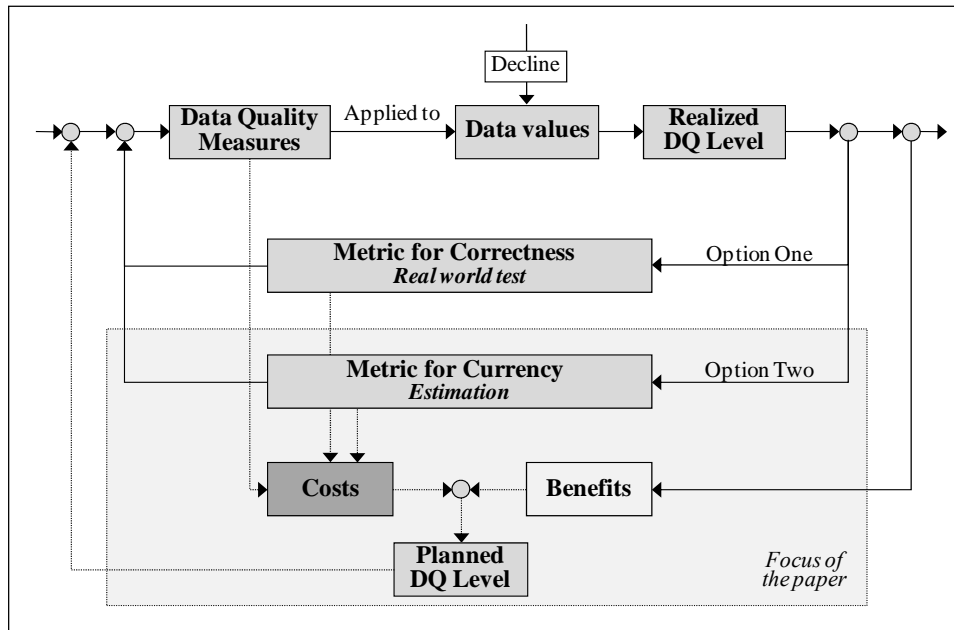 Decline
Data Quality
Measures
Applied to
Data values
Realized
DQ Level
Metric for Correctness
Real world test
Option One
Metric for Currency
Estimation
Option Two
Costs
Benefits
Planned
DQ Level
Focus of
the paper